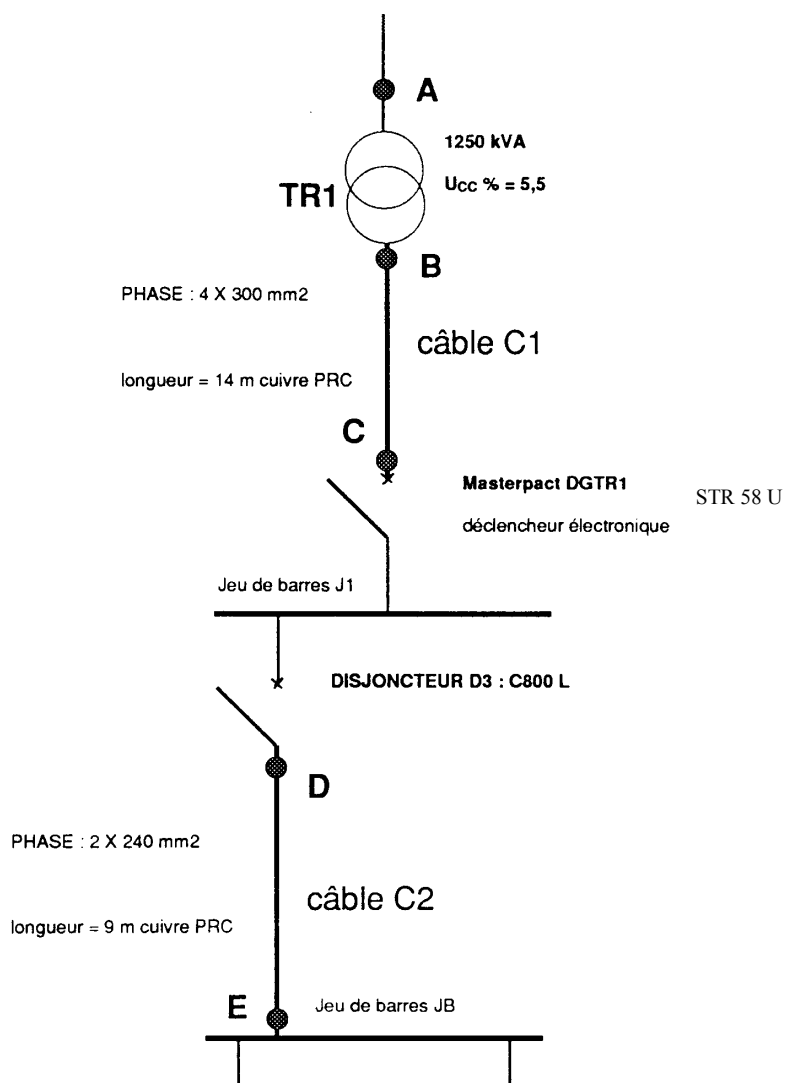 A
1250 kVA
TR1
Ucc % = 5,5
B
PHASE : 4 X 300 mm2
câble C1
longueur = 14 m cuivre PRC
C
Masterpact DGTR1
STR 58 U
déclencheur électronique
Jeu de barres J1
DISJONCTEUR D3 : C800 L
D
PHASE : 2 X 240 mm2
câble C2
longueur = 9 m cuivre PRC
E
Jeu de barres JB